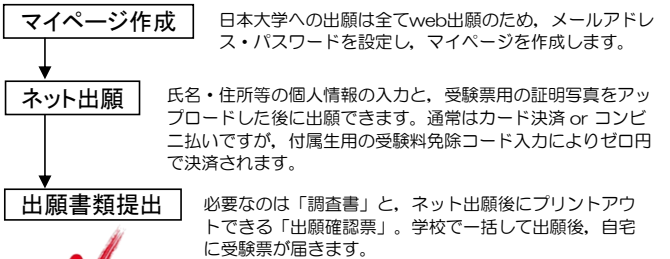 マイページ作成
日本大学への出願は全てweb出願のため，メールアドレ
ス・パスワードを設定し，マイページを作成します。
ネット出願
氏名・住所等の個人情報の入力と，受験票用の証明写真をアッ
プロードした後に出願できます。通常はカード決済 or コンビ
ニ払いですが，付属生用の受験料免除コード入力によりゼロ円
で決済されます。
出願書類提出
必要なのは「調査書」と，ネット出願後にプリントアウ
トできる「出願確認票」。学校で一括して出願後，自宅
に受験票が届きます。